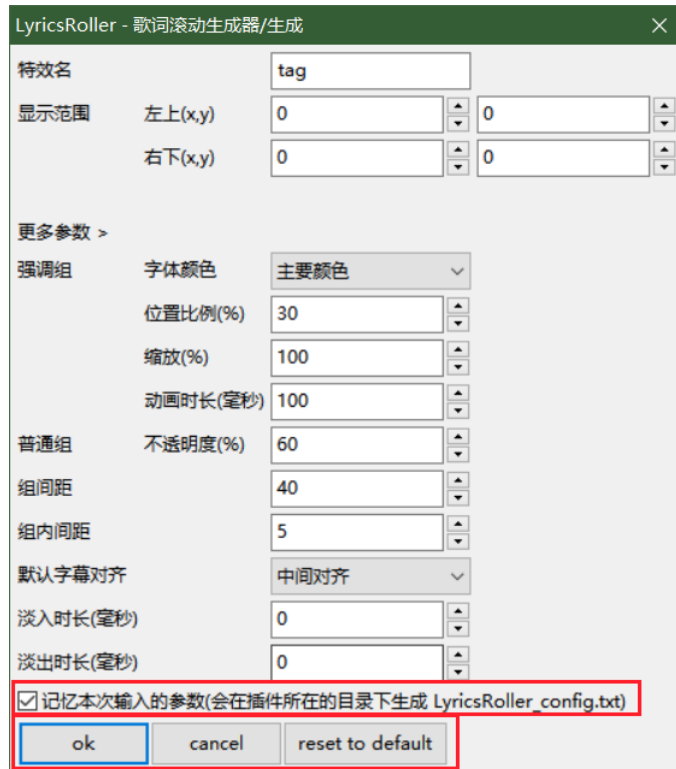 LyricsRoller - 歌词滚动生成器/生成
特效名 tag
显示范围 左上(x,y) 0 0
右下(x,y) 0 0
更多参数 >
强调组 字体颜色 主要颜色
位置比例(%) 30
缩放(%) 100
动画时长(毫秒) 100
普通组 不透明度(%) 60
组间距 40
组内间距 5
默认字幕对齐 中间对齐
淡入时长(毫秒) 0
淡出时长(毫秒) 0
记忆本次输入的参数(会在插件所在的目录下生成 LyricsRoller_config.txt)
ok cancel reset to default